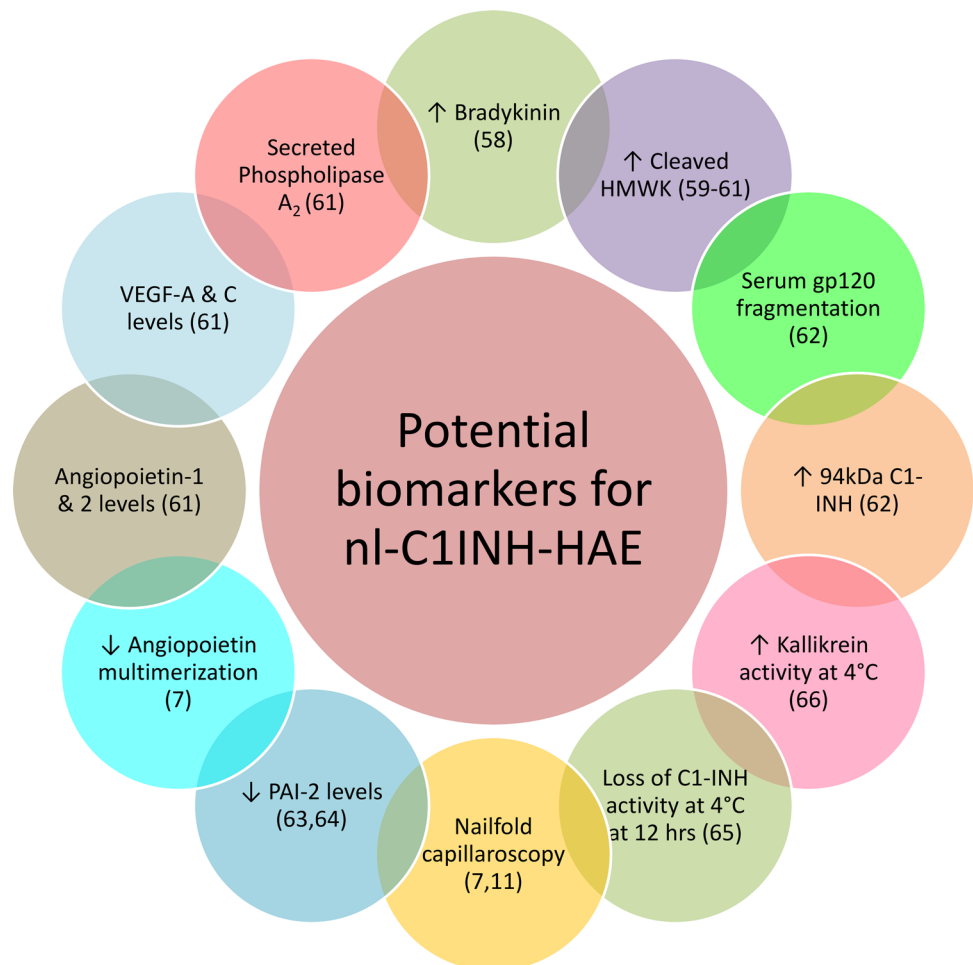 ↑ Bradykinin
(58)
↑ Cleaved
HMWK (59-61)
Serum gp120
fragmentation
(62)
↑ 94kDa C1-
INH (62)
↑ Kallikrein
activity at 4°C
(66)
Loss of C1-INH
activity at 4°C
at 12 hrs (65)
Nailfold
capillaroscopy
(7,11)
↓ PAI-2 levels
(63,64)
↓ Angiopoietin
multimerization
(7)
Angiopoietin-1
& 2 levels (61)
VEGF-A & C
levels (61)
Secreted
Phospholipase
A₂ (61)
Potential
biomarkers for
nl-C1INH-HAE